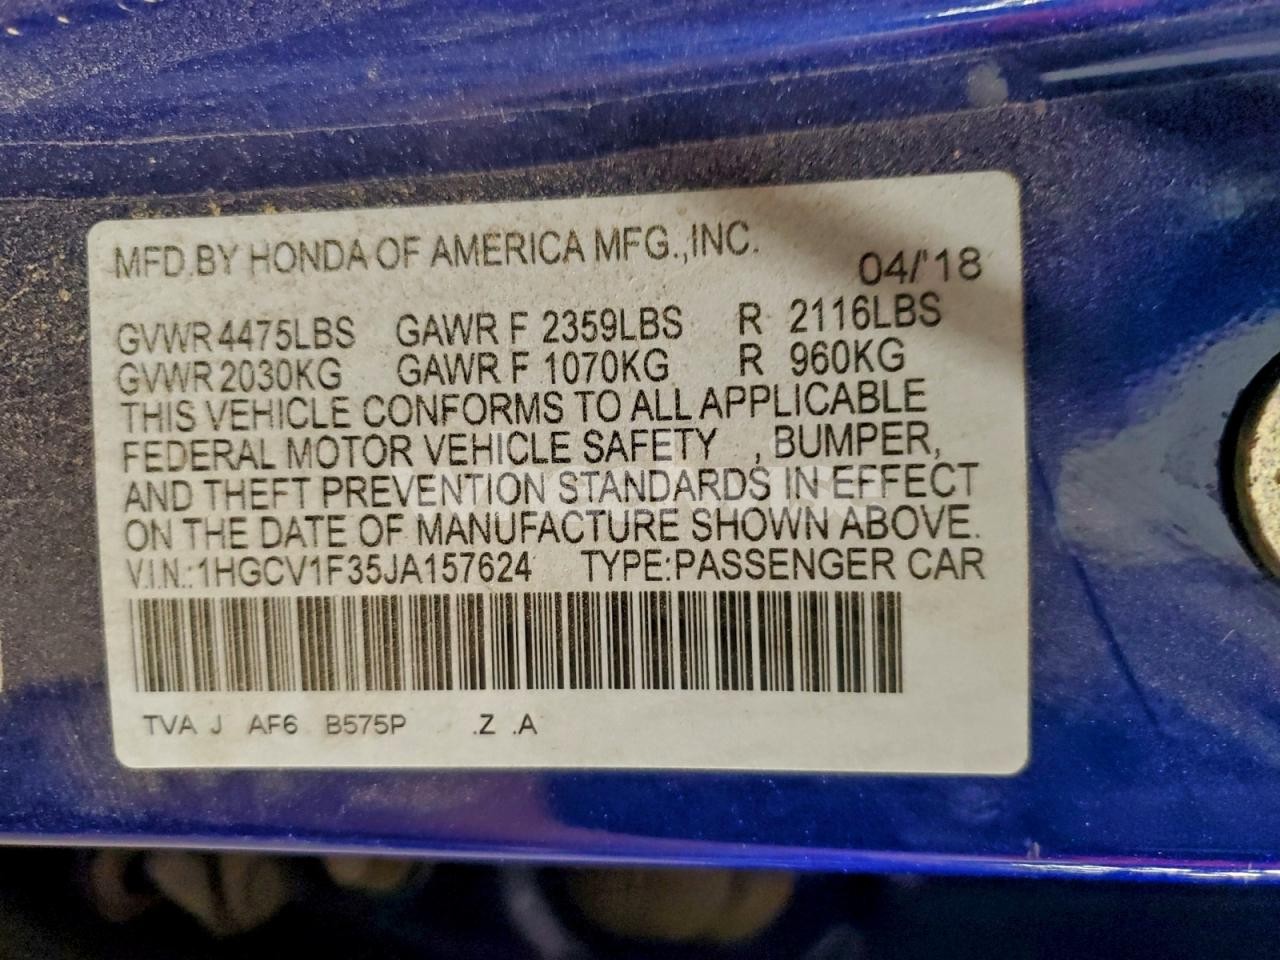 MFD.BY HONDA OF AMERICA MFG.,INC.
04/'18
GVWR 4475LBS GAWR F 2359LBS R 2116LBS
GVWR 2030KG GAWR F 1070KG R 960KG
THIS VEHICLE CONFORMS TO ALL APPLICABLE
FEDERAL MOTOR VEHICLE SAFETY , BUMPER,
AND THEFT PREVENTION STANDARDS IN EFFECT
ON THE DATE OF MANUFACTURE SHOWN ABOVE.
V.I.N.:1HGCV1F35JA157624 TYPE:PASSENGER CAR
TVA J AF6 B575P .Z .A